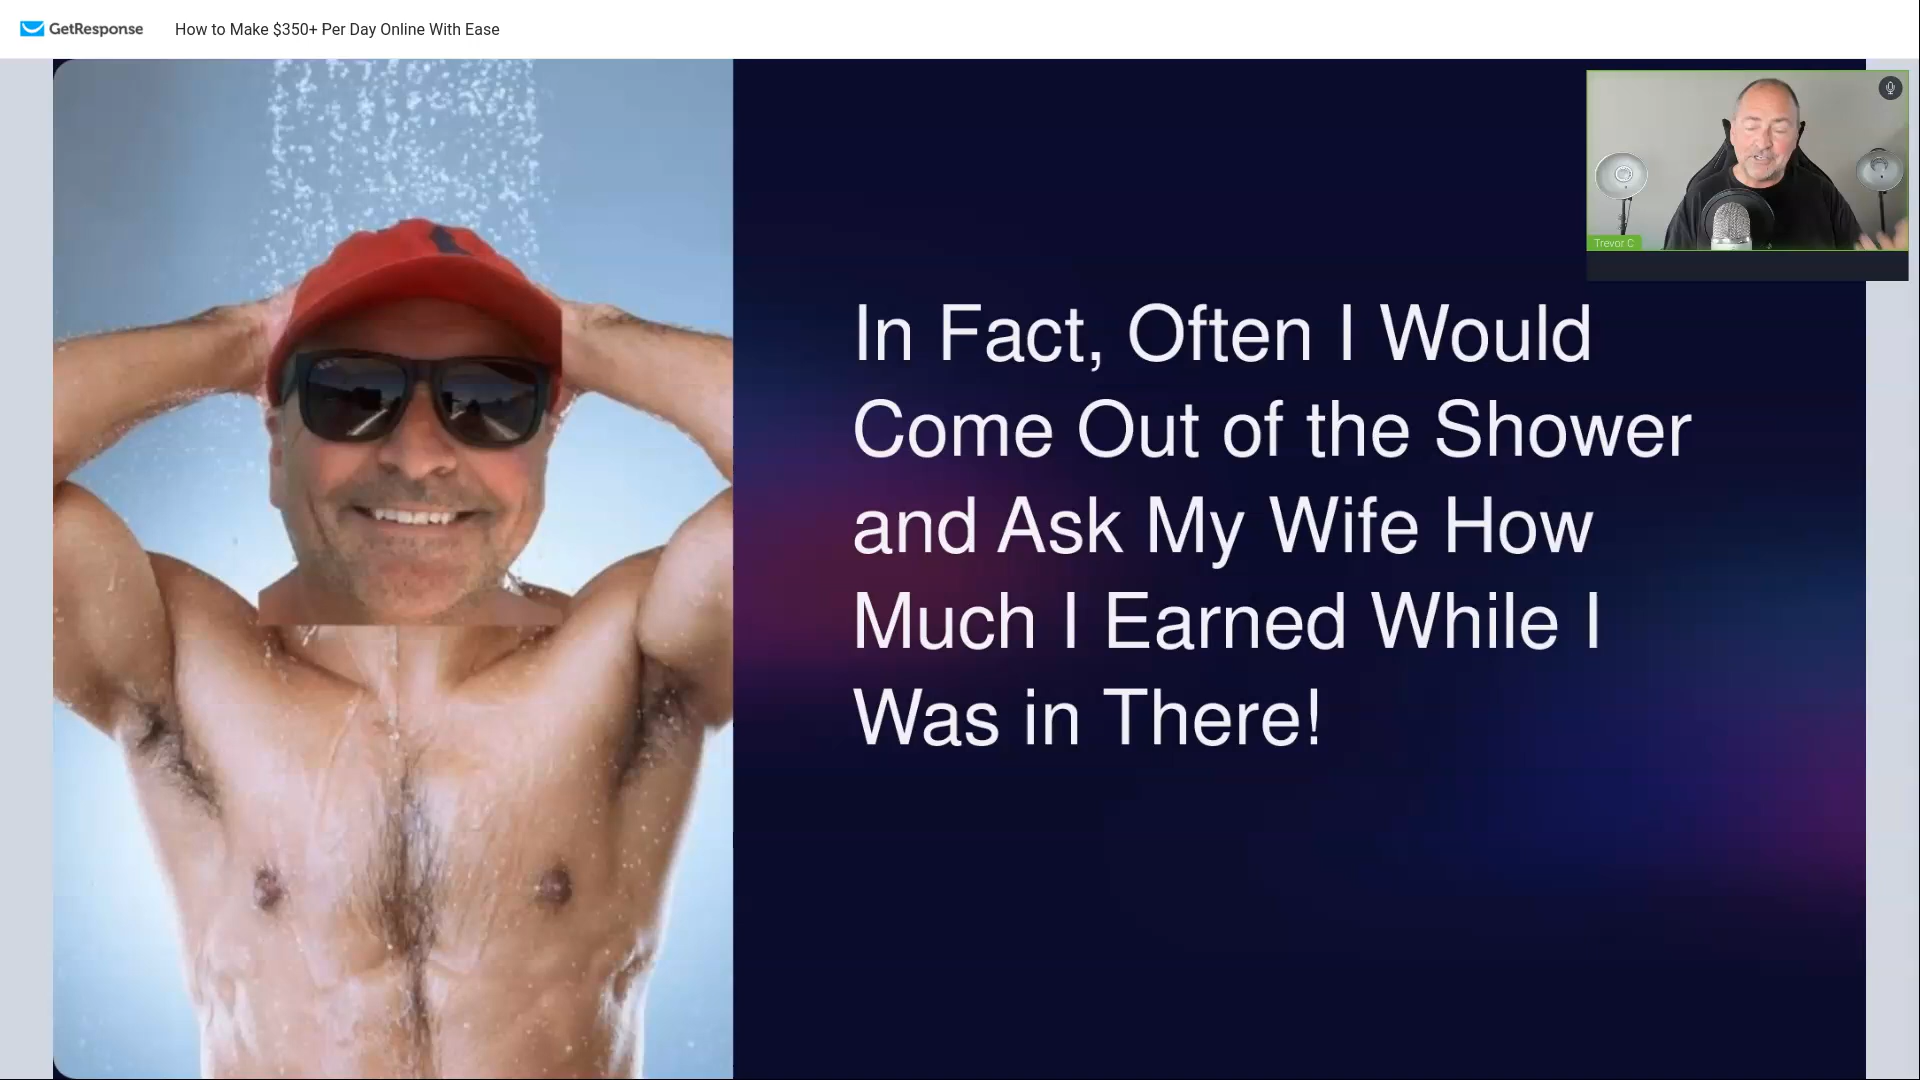 GetResponse
How to Make $350+ Per Day Online With Ease
Trevor C
In Fact, Often I Would
Come Out of the Shower
and Ask My Wife How
Much I Earned While I
Was in There!